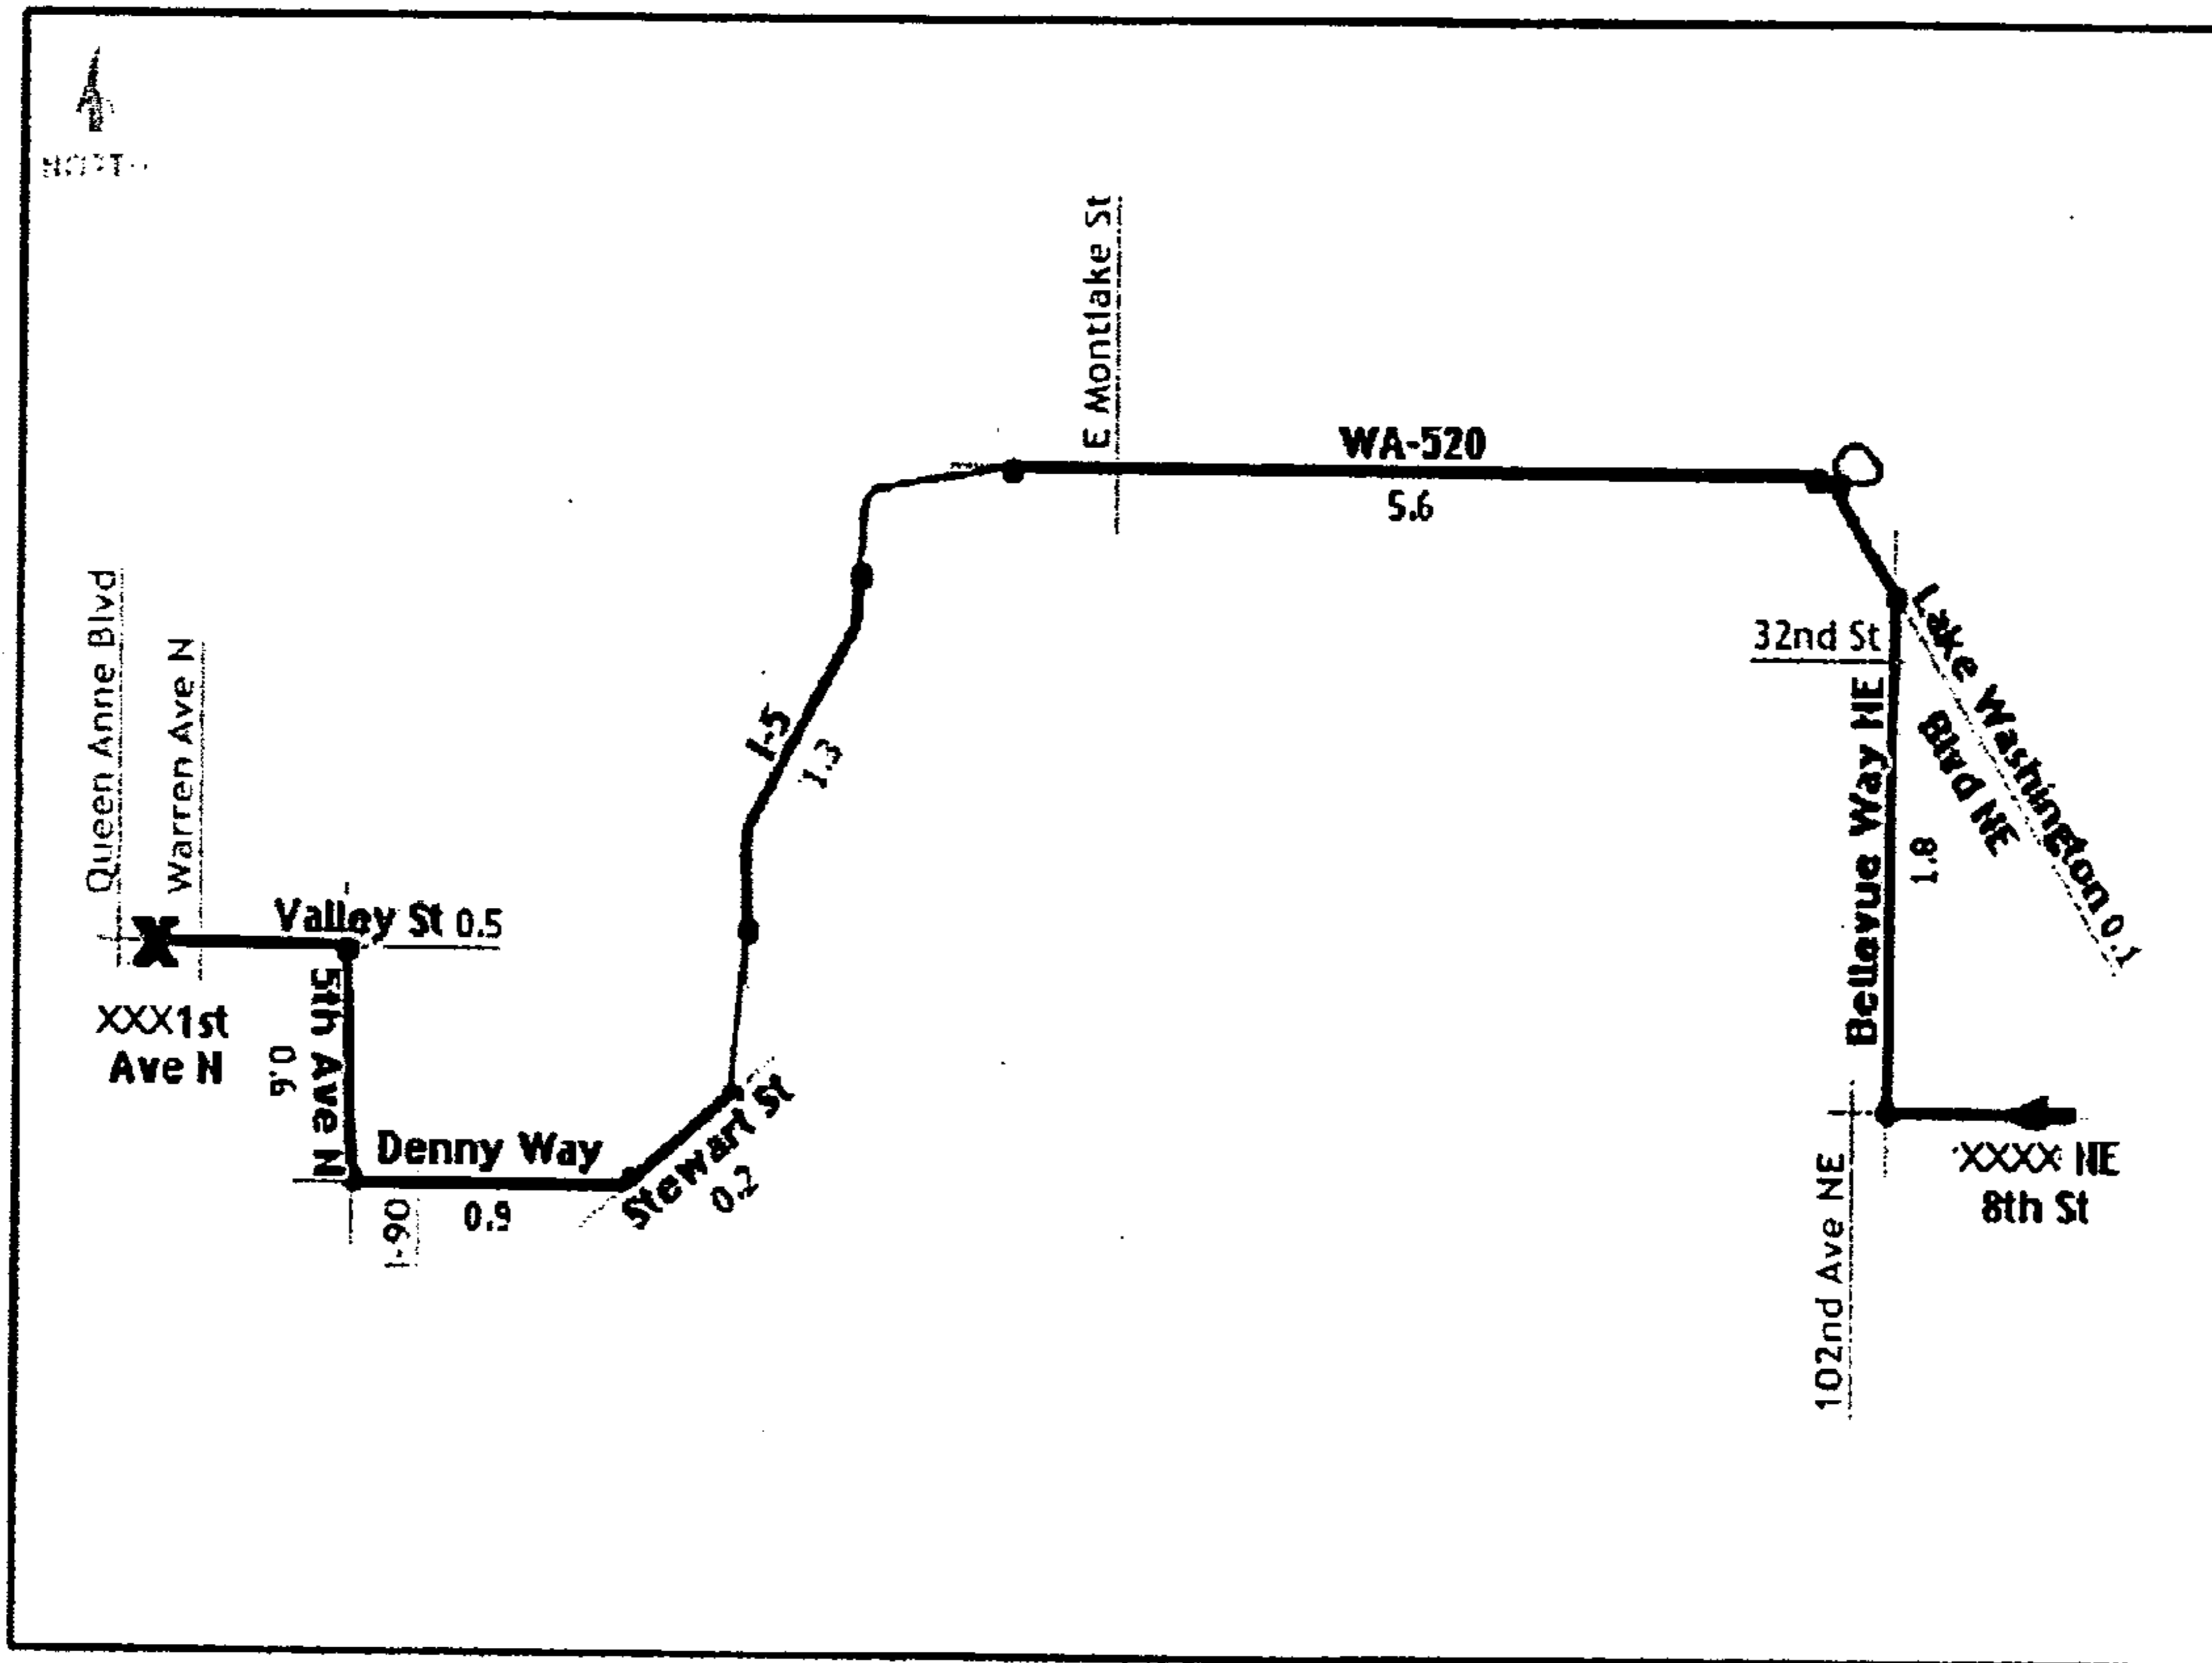 E Montlake St
WA-520
5.6
Queen Anne Blvd
Warren Ave N
32nd St
Lake Washington 0.1
Blvd NE
I-5
1.3
Bellevue Way NE
1.8
Valley St 0.5
XXX1st
Ave N
5th Ave N
0.6
Denny Way
0.9
I-90
Stewart St
0.2
XXXX NE
8th St
102nd Ave NE